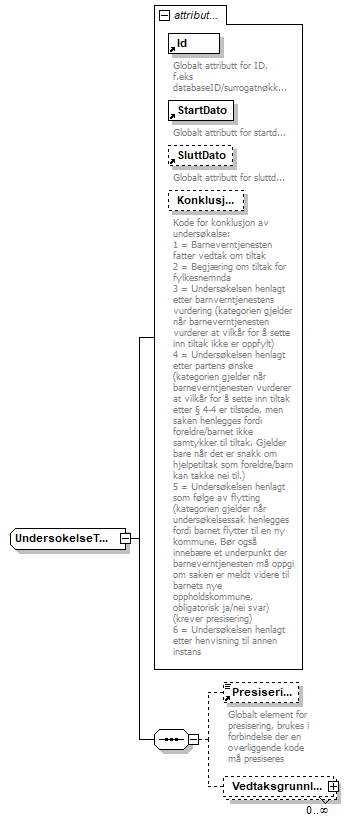 attribut...
Id
Globalt attributt for ID,
f.eks
databaseID/surrogatnøkk...
StartDato
Globalt attributt for startd...
SluttDato
Globalt attributt for sluttd...
Konklusj...
Kode for konklusjon av
undersøkelse:
1 = Barneverntjenesten
fatter vedtak om tiltak
2 = Begjæring om tiltak for
fylkesnemnda
3 = Undersøkelsen henlagt
etter barnverntjenestens
vurdering (kategorien gjelder
når barneverntjenesten
vurderer at vilkår for å sette
inn tiltak ikke er oppfylt)
4 = Undersøkelsen henlagt
etter partens ønske
(kategorien gjelder når
barneverntjenesten vurderer
at vilkår for å sette inn tiltak
etter § 4-4 er tilstede, men
saken henlegges fordi
foreldre/barnet ikke
samtykker til tiltak. Gjelder
bare når det er snakk om
hjelpetiltak som foreldre/barn
kan takke nei til.)
5 = Undersøkelsen henlagt
som følge av flytting
(kategorien gjelder når
undersøkelsessak henlegges
fordi barnet flytter til en ny
kommune. Bør også
innebære et underpunkt der
barneverntjenesten må oppgi
om saken er meldt videre til
barnets nye
oppholdskommune,
obligatorisk ja/nei svar)
(krever presisering)
6 = Undersøkelsen henlagt
etter henvisning til annen
instans
UndersokelseT...
Presiseri...
Globalt element for
presisering, brukes i
forbindelse der en
overliggende kode
må presiseres
Vedtaksgrunnl...
0..∞